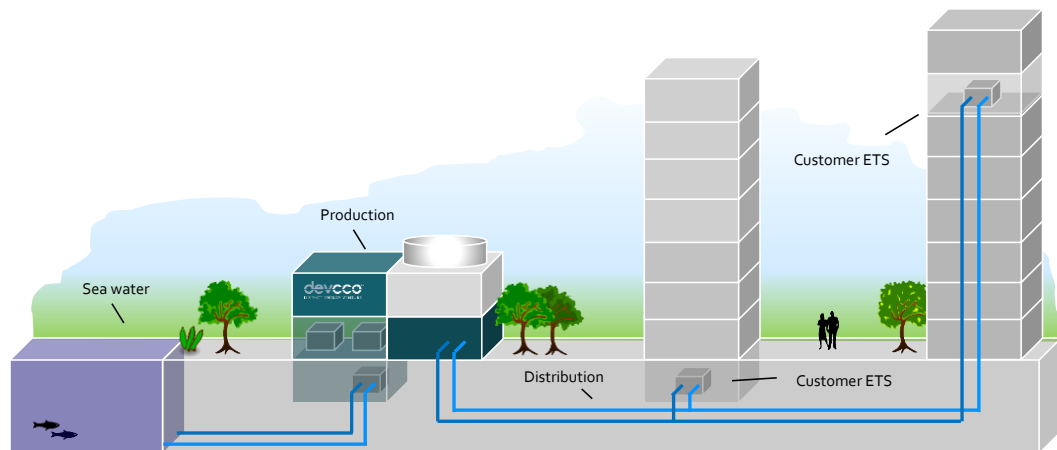 Customer ETS
Production
Sea water
devcco
Distribution
Customer ETS